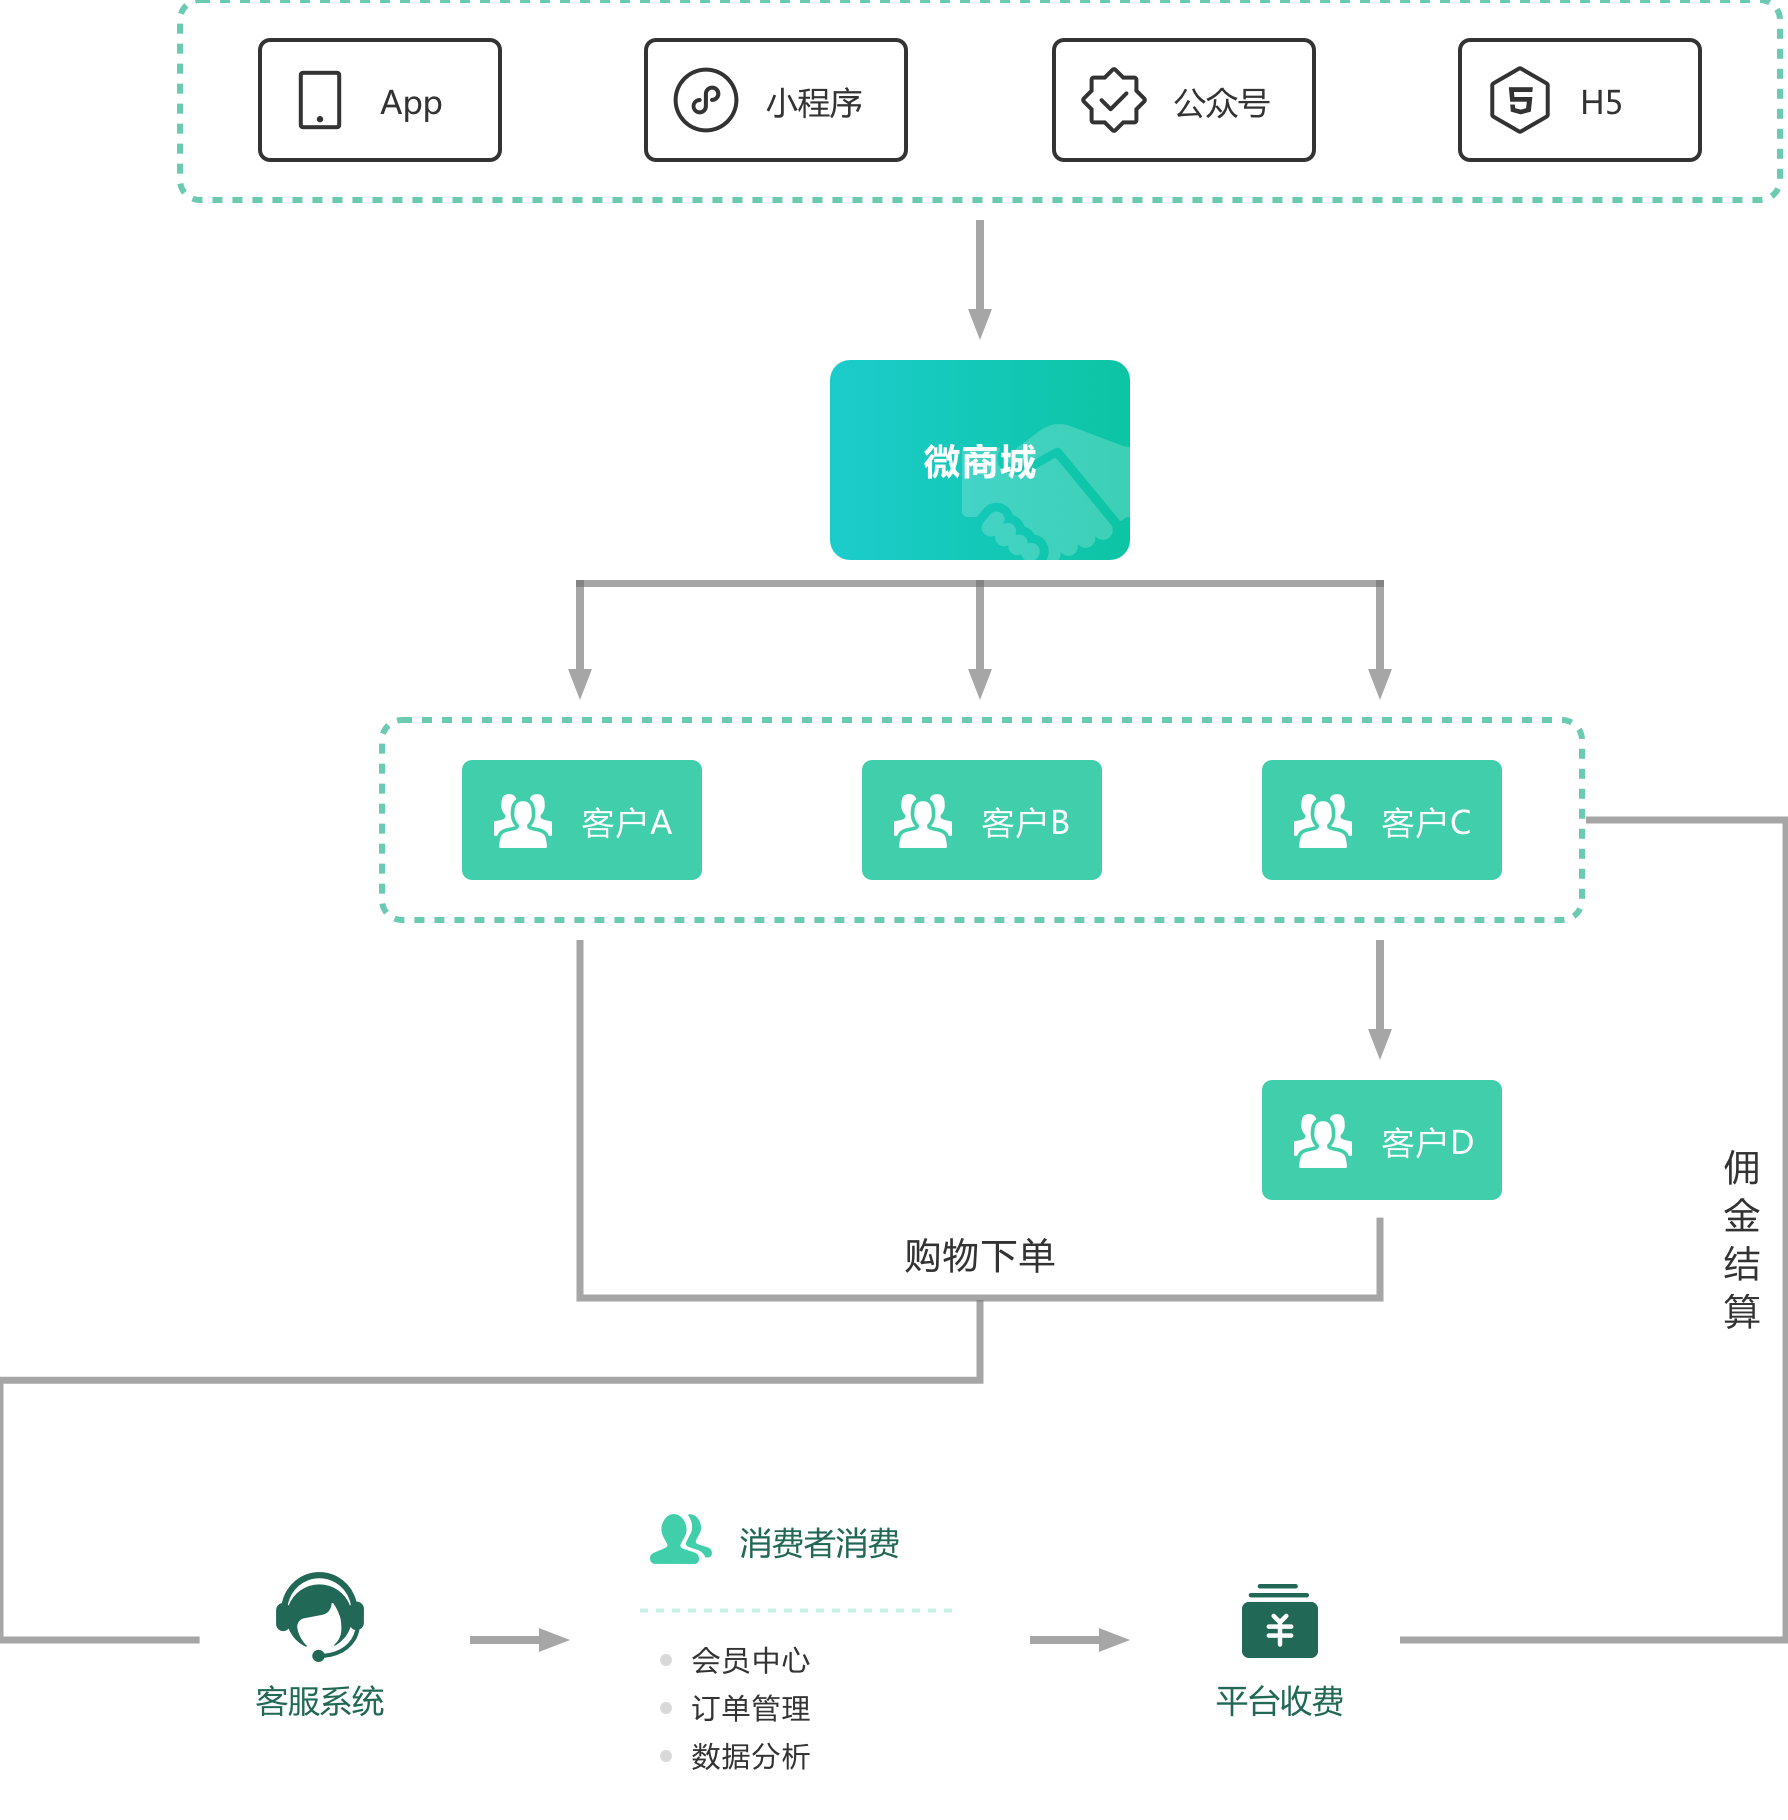 App
小程序
公众号
H5
微商城
客户A
客户B
客户C
客户D
购物下单
佣
金
结
算
消费者消费
会员中心
订单管理
数据分析
客服系统
平台收费